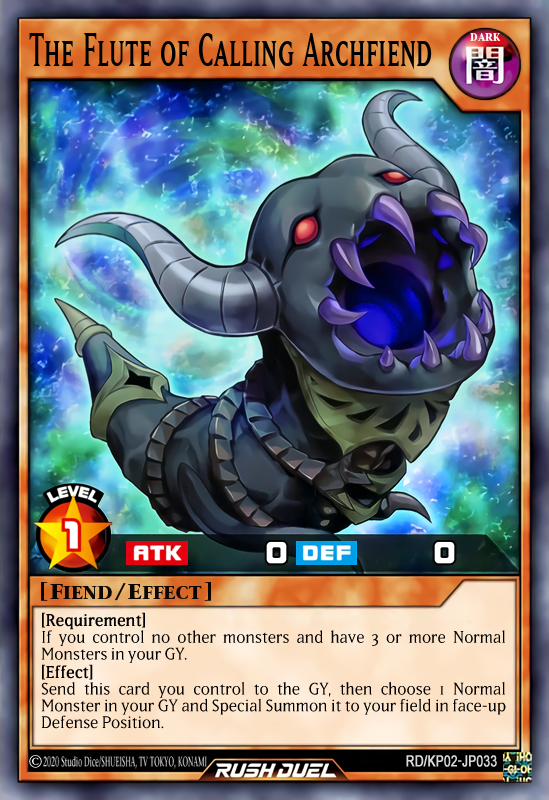 THE FLUTE OF CALLING ARCHFIEND
DARK
闇
LEVEL
1
ATK 0 DEF 0
[FIEND/EFFECT]
[Requirement]
If you control no other monsters and have 3 or more Normal
Monsters in your GY.
[Effect]
Send this card you control to the GY, then choose 1 Normal
Monster in your GY and Special Summon it to your field in face-up
Defense Position.
©2020 Studio Dice/SHUEISHA, TV TOKYO, KONAMI
RUSH DUEL
RD/KP02-JP033